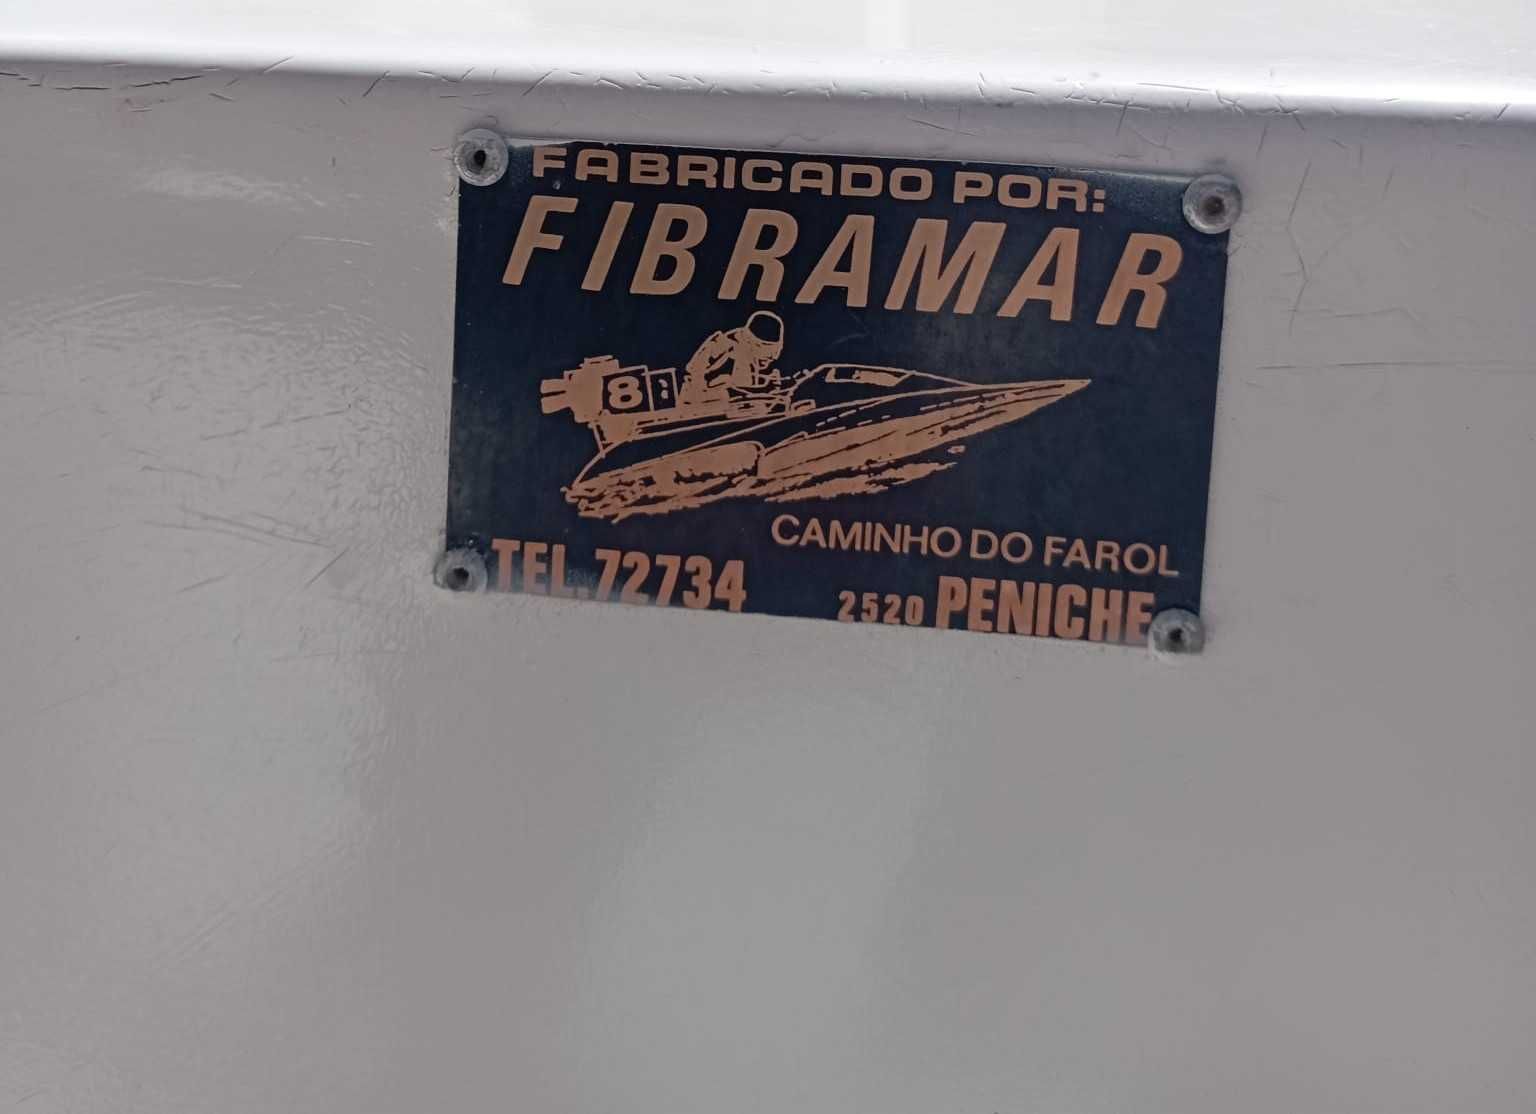 FABRICADO POR:
FIBRAMAR
8
CAMINHO DO FAROL
TEL. 72734
2520 PENICHE